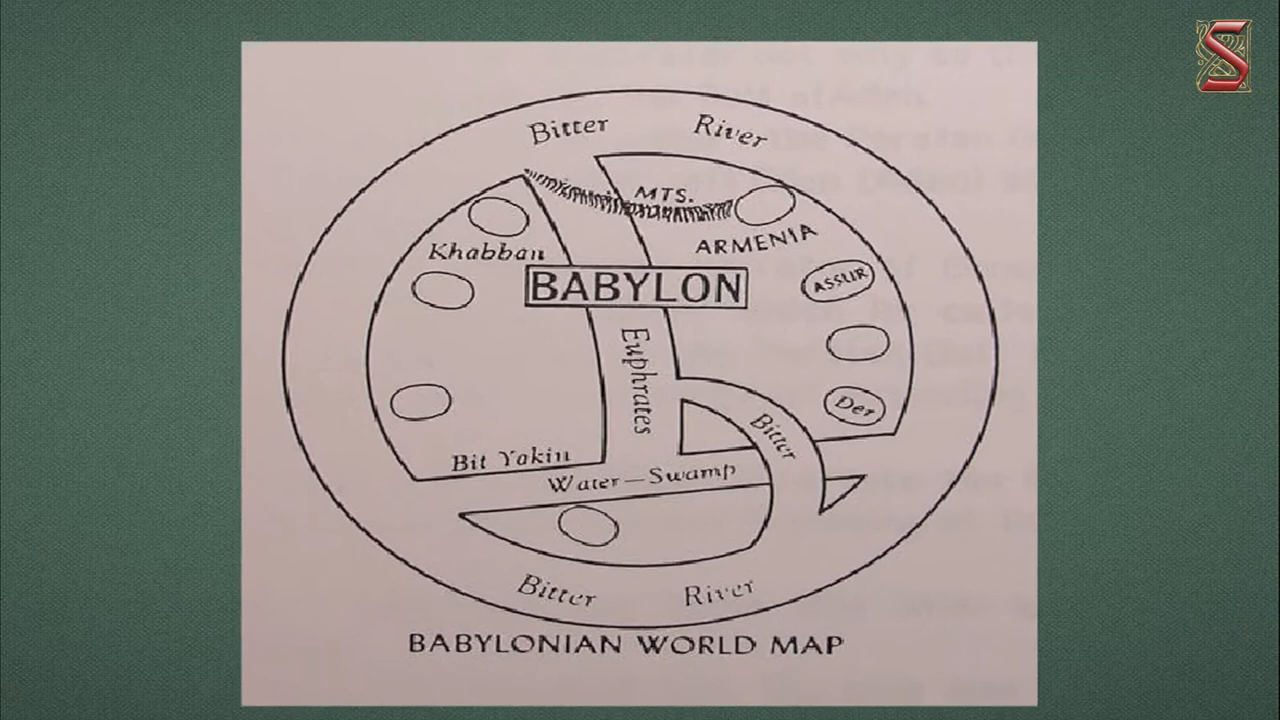 S
Bitter River
MTS.
ARMENIA
Khabban
ASSUR
BABYLON
Euphrates
Der
Bitter
Bit Yakin
Water—Swamp
Bitter River
BABYLONIAN WORLD MAP